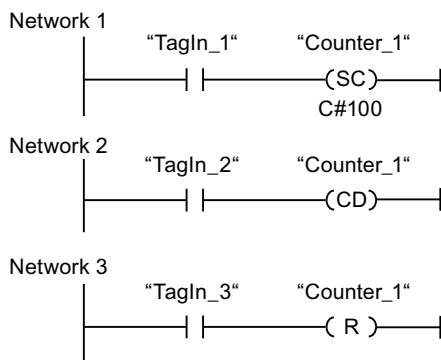 Network 1
“TagIn_1“ “Counter_1“
SC
C#100
Network 2
“TagIn_2“ “Counter_1“
CD
Network 3
“TagIn_3“ “Counter_1“
R